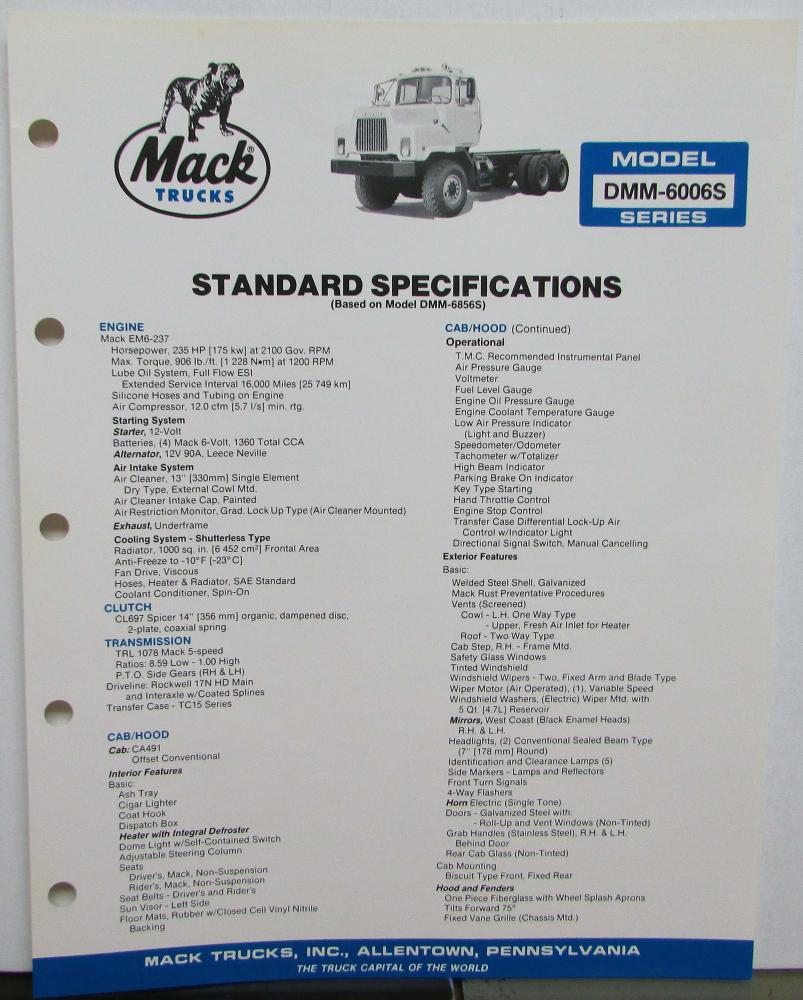 Mack®
TRUCKS
MODEL
DMM-6006S
SERIES
STANDARD SPECIFICATIONS
(Based on Model DMM-6856S)
ENGINE
Mack EM6-237
Horsepower, 235 HP [175 kw] at 2100 Gov. RPM
Max. Torque, 906 lb./ft. [1 228 N•m] at 1200 RPM
Lube Oil System, Full Flow ESI
Extended Service Interval 16,000 Miles [25 749 km]
Silicone Hoses and Tubing on Engine
Air Compressor, 12.0 cfm [5.7 l/s] min. rtg.
Starting System
Starter, 12-Volt
Batteries, (4) Mack 6-Volt, 1360 Total CCA
Alternator, 12V 90A, Leece Neville
Air Intake System
Air Cleaner, 13" [330mm] Single Element
Dry Type, External Cowl Mtd.
Air Cleaner Intake Cap, Painted
Air Restriction Monitor, Grad. Lock Up Type (Air Cleaner Mounted)
Exhaust, Underframe
Cooling System - Shutterless Type
Radiator, 1000 sq. in. [6 452 cm²] Frontal Area
Anti-Freeze to -10°F [-23°C]
Fan Drive, Viscous
Hoses, Heater & Radiator, SAE Standard
Coolant Conditioner, Spin-On
CLUTCH
CL697 Spicer 14" [356 mm] organic, dampened disc,
2-plate, coaxial spring
TRANSMISSION
TRL 1078 Mack 5-speed
Ratios: 8.59 Low - 1.00 High
P.T.O. Side Gears (RH & LH)
Driveline: Rockwell 17N HD Main
and Interaxle w/Coated Splines
Transfer Case - TC15 Series
CAB/HOOD
Cab: CA491
Offset Conventional
Interior Features
Basic:
Ash Tray
Cigar Lighter
Coat Hook
Dispatch Box
Heater with Integral Defroster
Dome Light w/Self-Contained Switch
Adjustable Steering Column
Seats
Driver's, Mack, Non-Suspension
Rider's, Mack, Non-Suspension
Seat Belts - Driver's and Rider's
Sun Visor - Left Side
Floor Mats, Rubber w/Closed Cell Vinyl Nitrile
Backing
CAB/HOOD (Continued)
Operational
T.M.C. Recommended Instrumental Panel
Air Pressure Gauge
Voltmeter
Fuel Level Gauge
Engine Oil Pressure Gauge
Engine Coolant Temperature Gauge
Low Air Pressure Indicator
(Light and Buzzer)
Speedometer/Odometer
Tachometer w/Totalizer
High Beam Indicator
Parking Brake On Indicator
Key Type Starting
Hand Throttle Control
Engine Stop Control
Transfer Case Differential Lock-Up Air
Control w/Indicator Light
Directional Signal Switch, Manual Cancelling
Exterior Features
Basic:
Welded Steel Shell, Galvanized
Mack Rust Preventative Procedures
Vents (Screened)
Cowl - L.H. One Way Type
- Upper, Fresh Air Inlet for Heater
Roof - Two Way Type
Cab Step, R.H. - Frame Mtd.
Safety Glass Windows
Tinted Windshield
Windshield Wipers - Two, Fixed Arm and Blade Type
Wiper Motor (Air Operated), (1), Variable Speed
Windshield Washers, (Electric) Wiper Mtd. with
5 Qt. [4.7L] Reservoir
Mirrors, West Coast (Black Enamel Heads)
R.H. & L.H.
Headlights, (2) Conventional Sealed Beam Type
(7" [178 mm] Round)
Identification and Clearance Lamps (5)
Side Markers - Lamps and Reflectors
Front Turn Signals
4-Way Flashers
Horn Electric (Single Tone)
Doors - Galvanized Steel with:
- Roll-Up and Vent Windows (Non-Tinted)
Grab Handles (Stainless Steel), R.H. & L.H.
Behind Door
Rear Cab Glass (Non-Tinted)
Cab Mounting
Biscuit Type Front, Fixed Rear
Hood and Fenders
One Piece Fiberglass with Wheel Splash Aprons
Tilts Forward 75°
Fixed Vane Grille (Chassis Mtd.)
MACK TRUCKS, INC., ALLENTOWN, PENNSYLVANIA
THE TRUCK CAPITAL OF THE WORLD